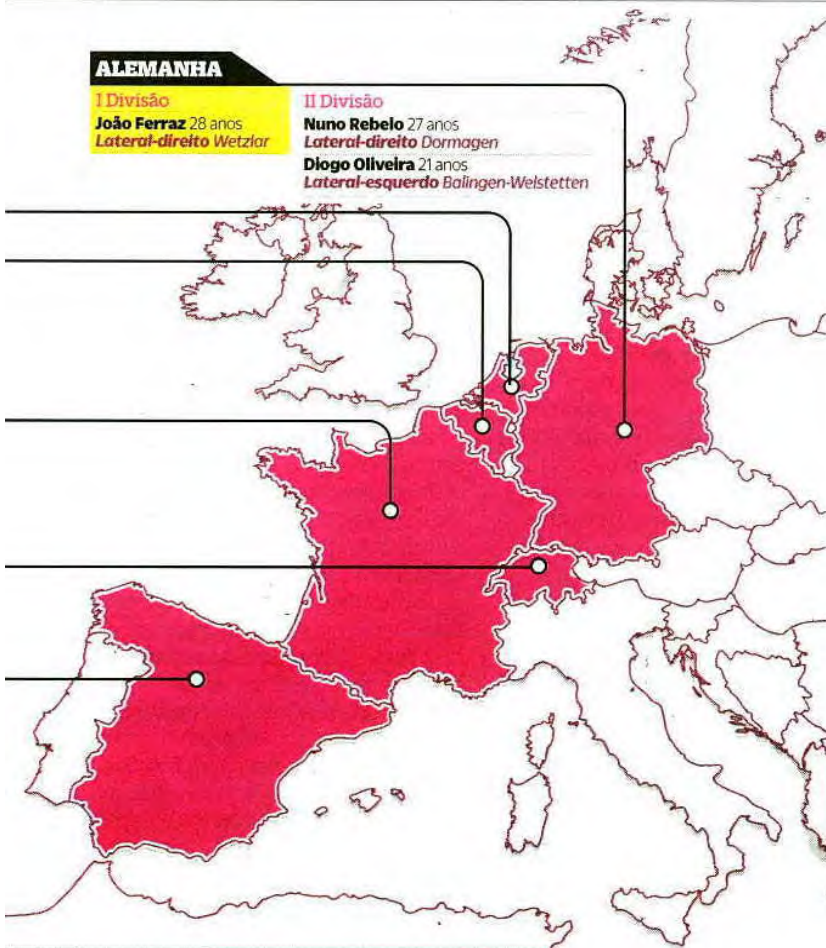 ALEMANHA
I Divisão
João Ferraz 28 anos
Lateral-direito Wetzlar
II Divisão
Nuno Rebelo 27 anos
Lateral-direito Dormagen
Diogo Oliveira 21 anos
Lateral-esquerdo Balingen-Welstetten